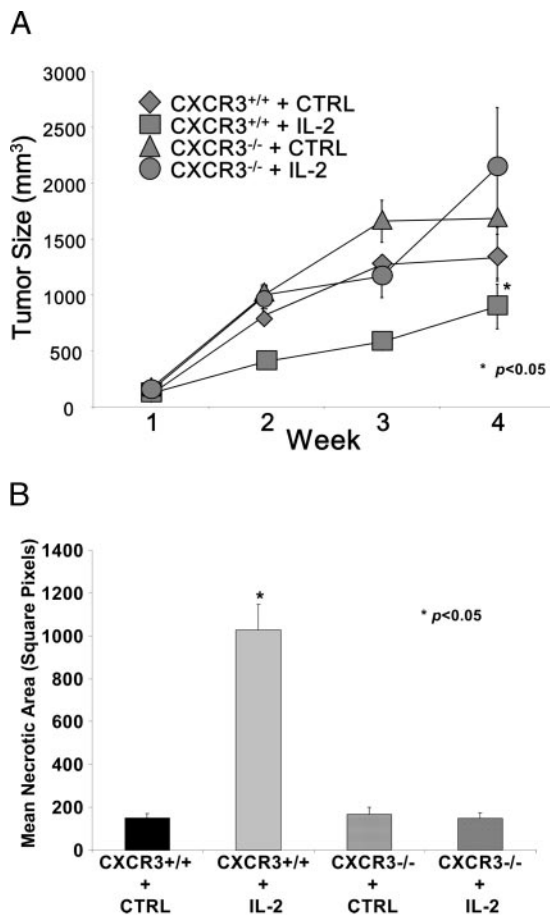 A
3000
2500
2000
1500
1000
500
0
Tumor Size (mm³)
CXCR3+/+ + CTRL
CXCR3+/+ + IL-2
CXCR3-/- + CTRL
CXCR3-/- + IL-2
*
* p<0.05
1 2 3 4
Week
B
1400
1200
1000
800
600
400
200
0
Mean Necrotic Area (Square Pixels)
*
* p<0.05
CXCR3+/+ CXCR3+/+ CXCR3-/- CXCR3-/-
+ + + +
CTRL IL-2 CTRL IL-2